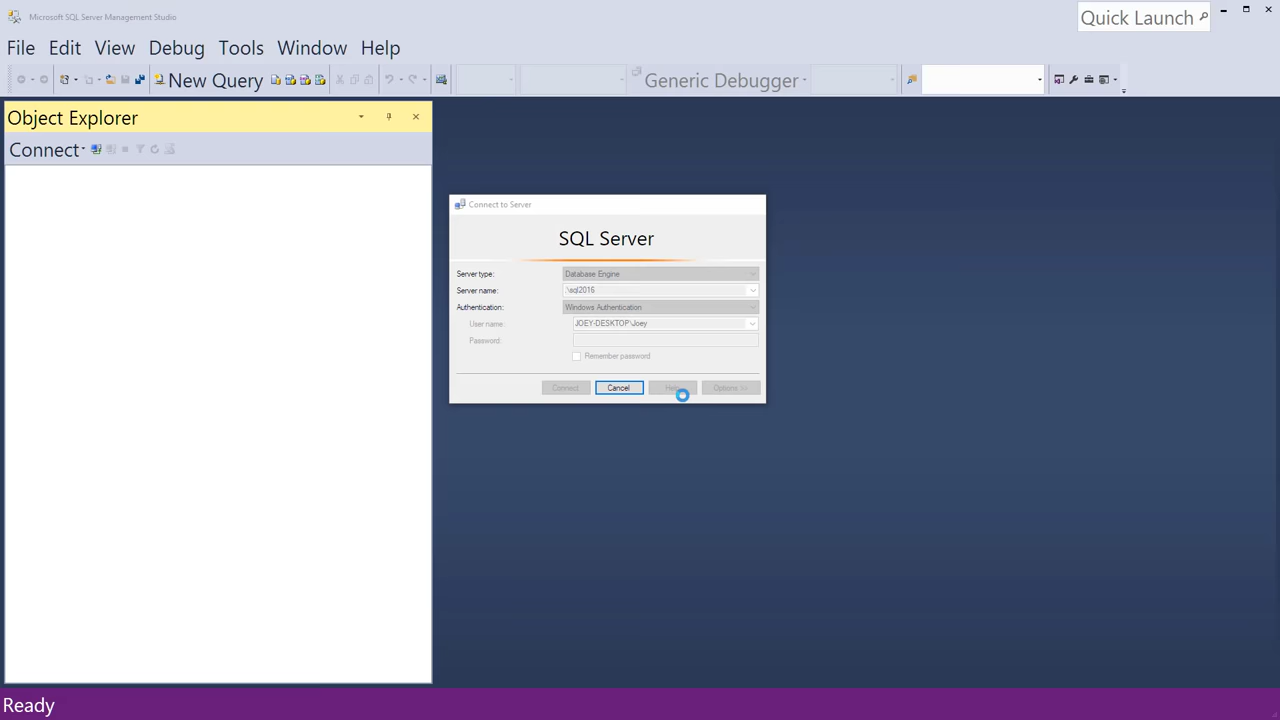 Microsoft SQL Server Management Studio
Quick Launch
File Edit View Debug Tools Window Help
New Query Generic Debugger
Object Explorer
Connect
Connect to Server
SQL Server
Server type: Database Engine
Server name: .\sql2016
Authentication: Windows Authentication
User name: JOEY-DESKTOP\Joey
Password:
Remember password
Connect Cancel Help Options >>
Ready